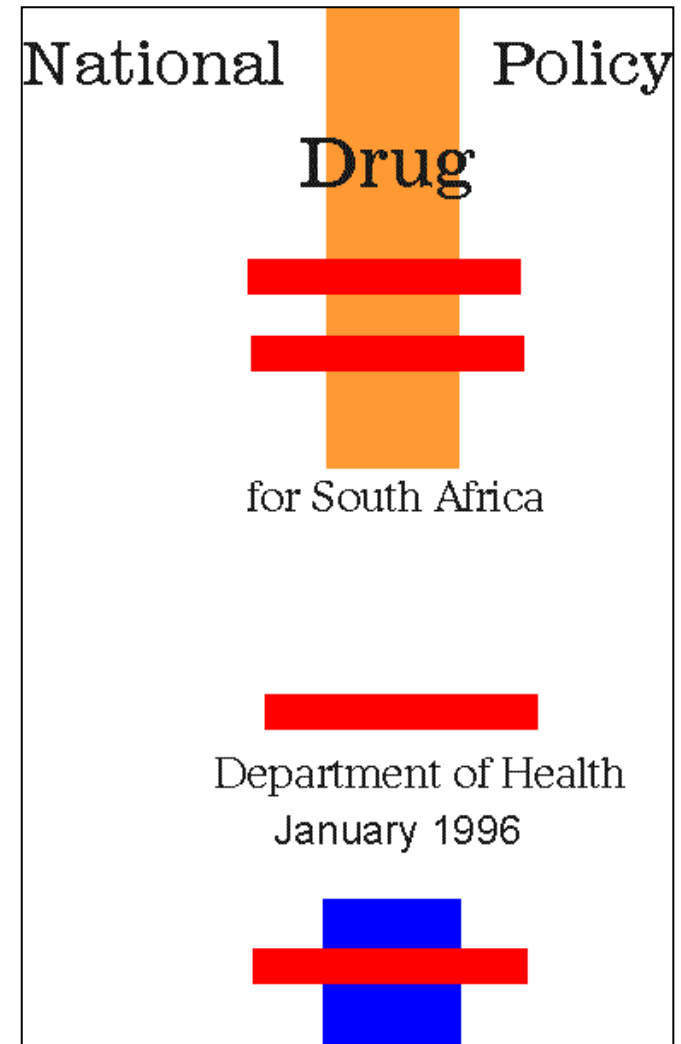 National Policy
Drug
for South Africa
Department of Health
January 1996